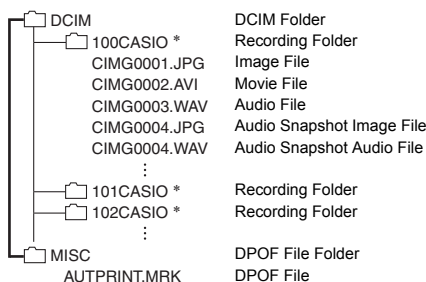 DCIM DCIM Folder
100CASIO * Recording Folder
CIMG0001.JPG Image File
CIMG0002.AVI Movie File
CIMG0003.WAV Audio File
CIMG0004.JPG Audio Snapshot Image File
CIMG0004.WAV Audio Snapshot Audio File
⋮
101CASIO * Recording Folder
102CASIO * Recording Folder
⋮
MISC DPOF File Folder
AUTPRINT.MRK DPOF File